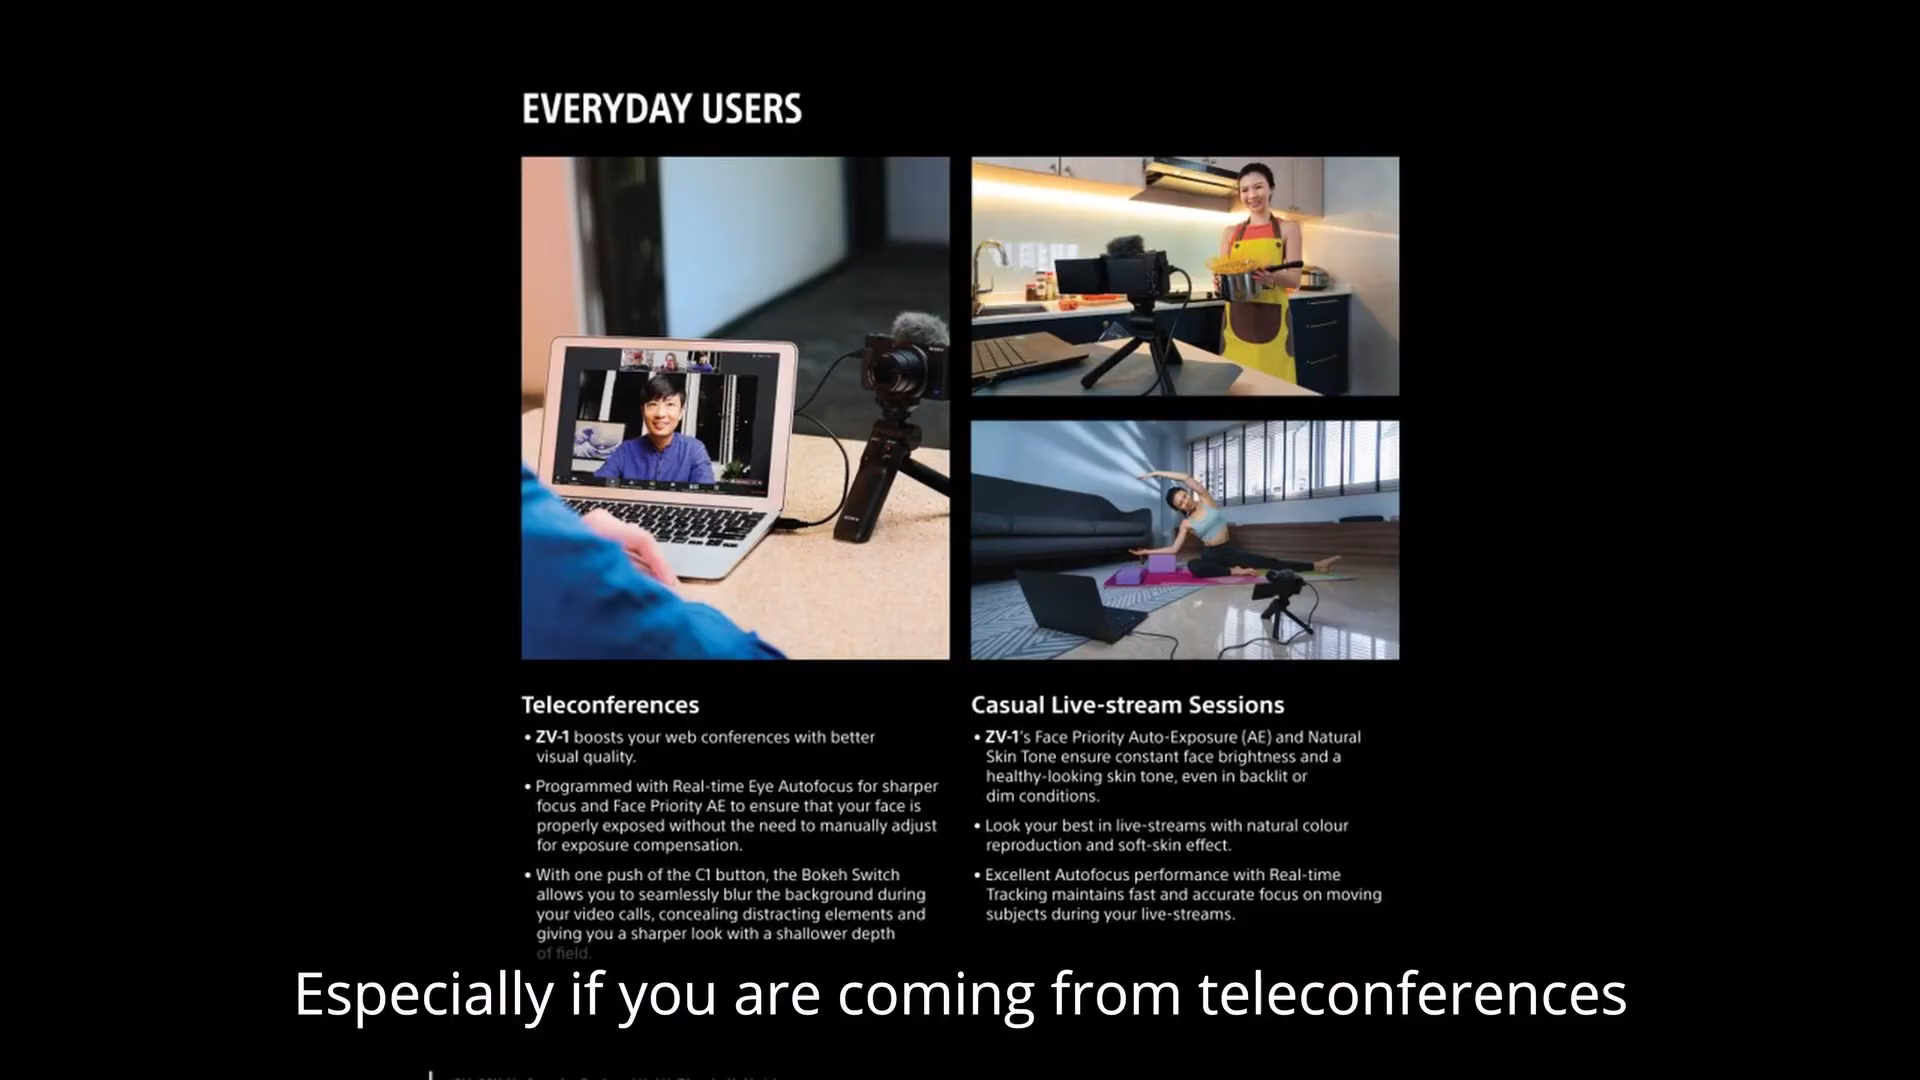 EVERYDAY USERS
Teleconferences
• ZV-1 boosts your web conferences with better
visual quality.
• Programmed with Real-time Eye Autofocus for sharper
focus and Face Priority AE to ensure that your face is
properly exposed without the need to manually adjust
for exposure compensation.
• With one push of the C1 button, the Bokeh Switch
allows you to seamlessly blur the background during
your video calls, concealing distracting elements and
giving you a sharper look with a shallower depth
of field.
Casual Live-stream Sessions
• ZV-1's Face Priority Auto-Exposure (AE) and Natural
Skin Tone ensure constant face brightness and a
healthy-looking skin tone, even in backlit or
dim conditions.
• Look your best in live-streams with natural colour
reproduction and soft-skin effect.
• Excellent Autofocus performance with Real-time
Tracking maintains fast and accurate focus on moving
subjects during your live-streams.
Especially if you are coming from teleconferences